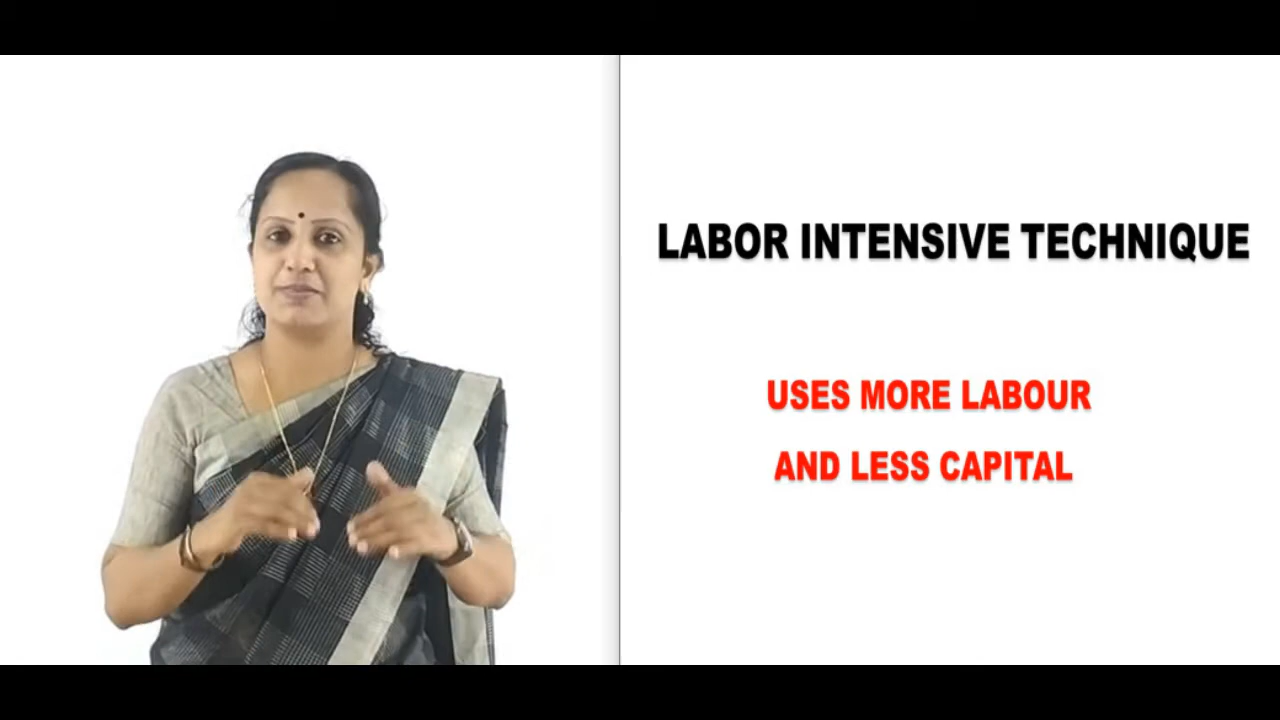 LABOR INTENSIVE TECHNIQUE
USES MORE LABOUR
AND LESS CAPITAL